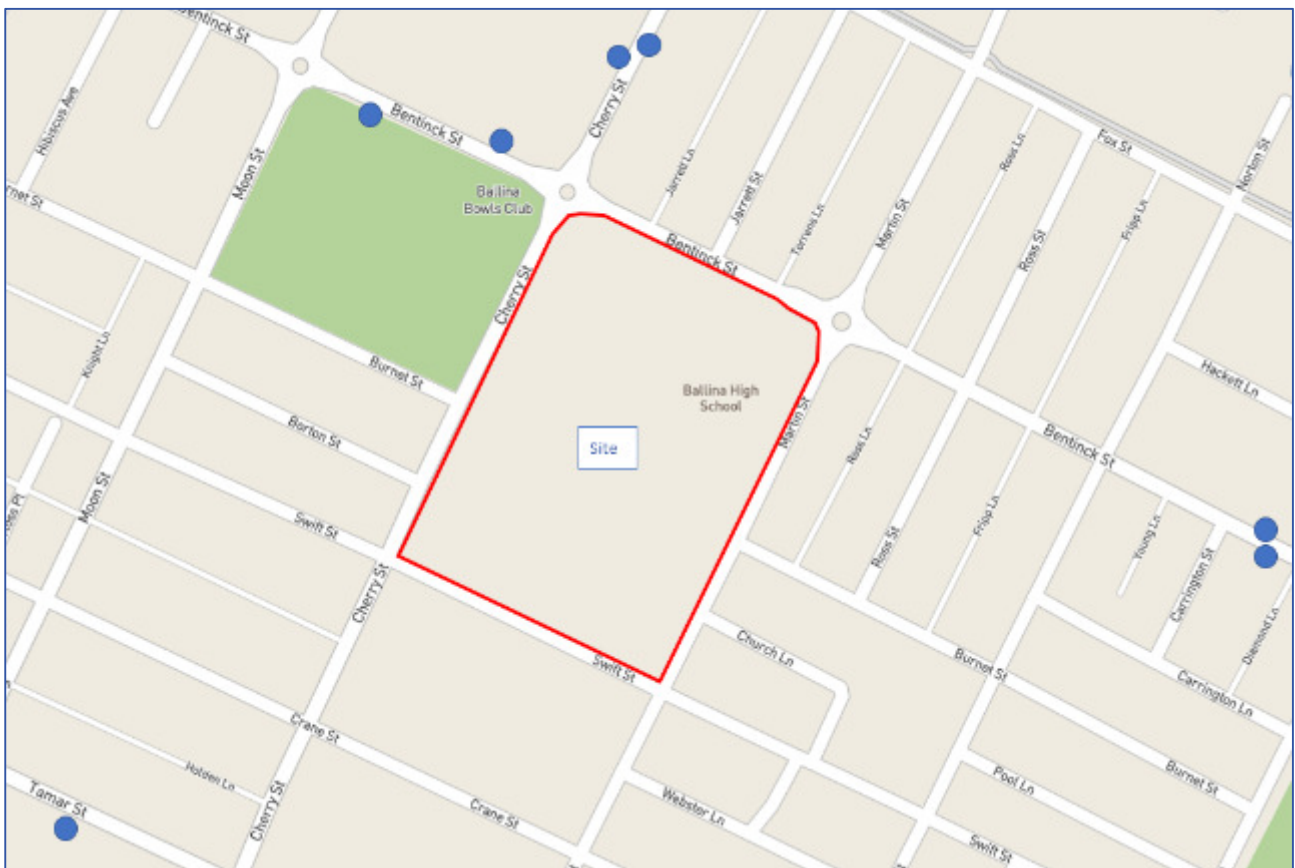 Bentinck St
Hibiscus Ave
Moon St
Bentinck St
Cherry St
Jarrett Ln
Jarrett St
Torrens Ln
Martin St
Ross Ln
Ross St
Fox St
Fripp Ln
Norton St
Ballina
Bowls Club
Bentinck St
rnet St
Cherry St
Knight Ln
Burnet St
Ballina High
School
Hackett Ln
Borton St
Martin St
Ross Ln
Bentinck St
Site
Moon St
Swift St
Ross St
Fripp Ln
Young Ln
Carrington St
Cherry St
Diamond Ln
Church Ln
Swift St
Burnet St
Carrington Ln
Crane St
Holden Ln
Tamar St
Cherry St
Crane St
Webster Ln
Pool Ln
Burnet St
Swift St